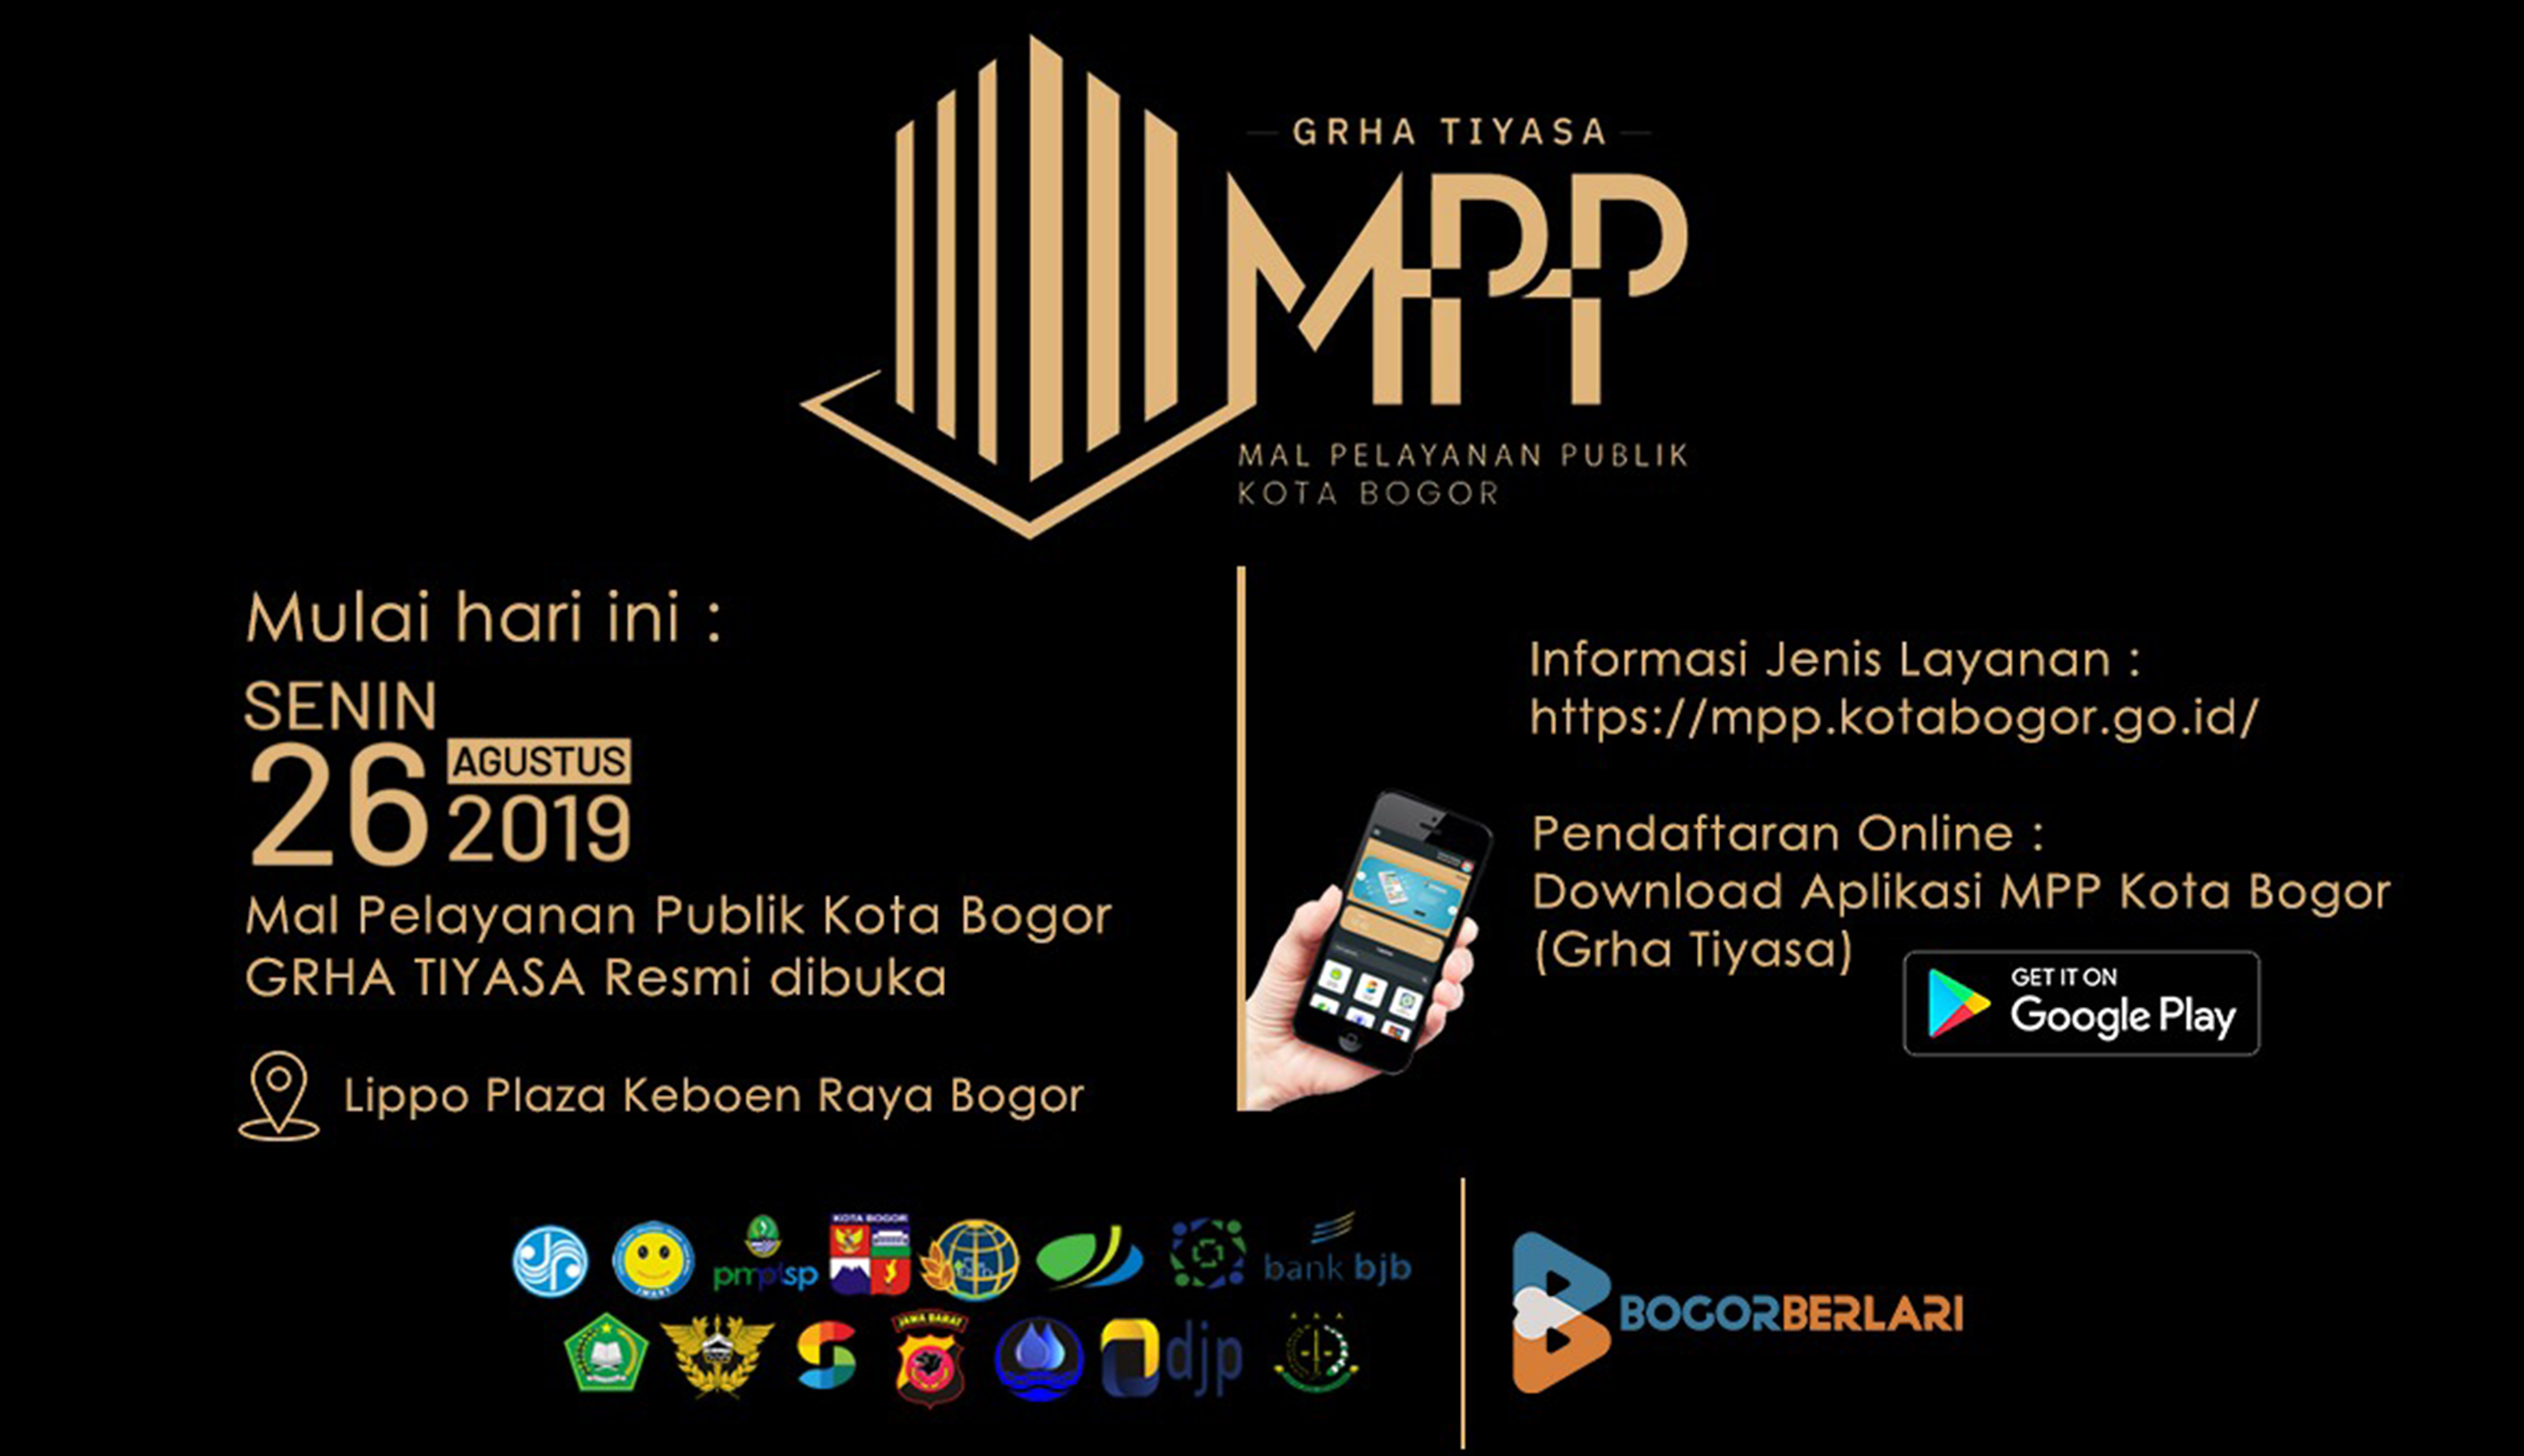 GRHA TIYASA
MPP
MAL PELAYANAN PUBLIK
KOTA BOGOR
Mulai hari ini :
SENIN
26 AGUSTUS
2019
Mal Pelayanan Publik Kota Bogor
GRHA TIYASA Resmi dibuka
Lippo Plaza Keboen Raya Bogor
Informasi Jenis Layanan :
https://mpp.kotabogor.go.id/
Pendaftaran Online :
Download Aplikasi MPP Kota Bogor
(Grha Tiyasa)
GET IT ON
Google Play
pmptsp
KOTA BOGOR
bank bjb
JAWA BARAT
djp
BOGORBERLARI